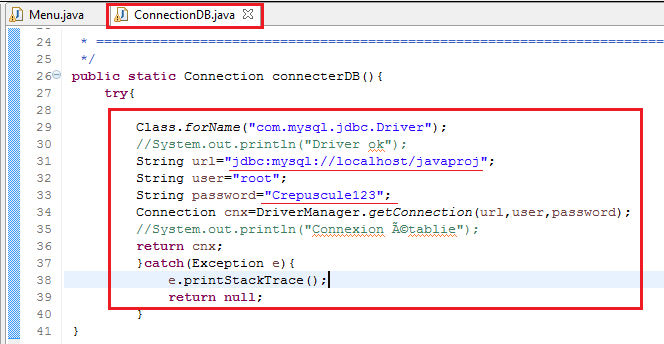 Menu.java ConnectionDB.java
24 * ========================================================================
25 */
26 public static Connection connecterDB(){
27 try{
28
29 Class.forName("com.mysql.jdbc.Driver");
30 //System.out.println("Driver ok");
31 String url="jdbc:mysql://localhost/javaproj";
32 String user="root";
33 String password="Crepuscule123";
34 Connection cnx=DriverManager.getConnection(url,user,password);
35 //System.out.println("Connexion Ã©tablie");
36 return cnx;
37 }catch(Exception e){
38 e.printStackTrace();
39 return null;
40 }
41 }